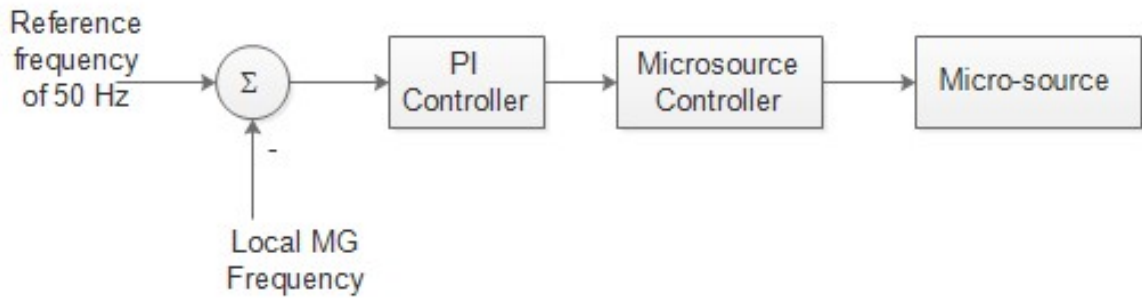 Reference
frequency
of 50 Hz
Σ
-
PI
Controller
Microsource
Controller
Micro-source
Local MG
Frequency